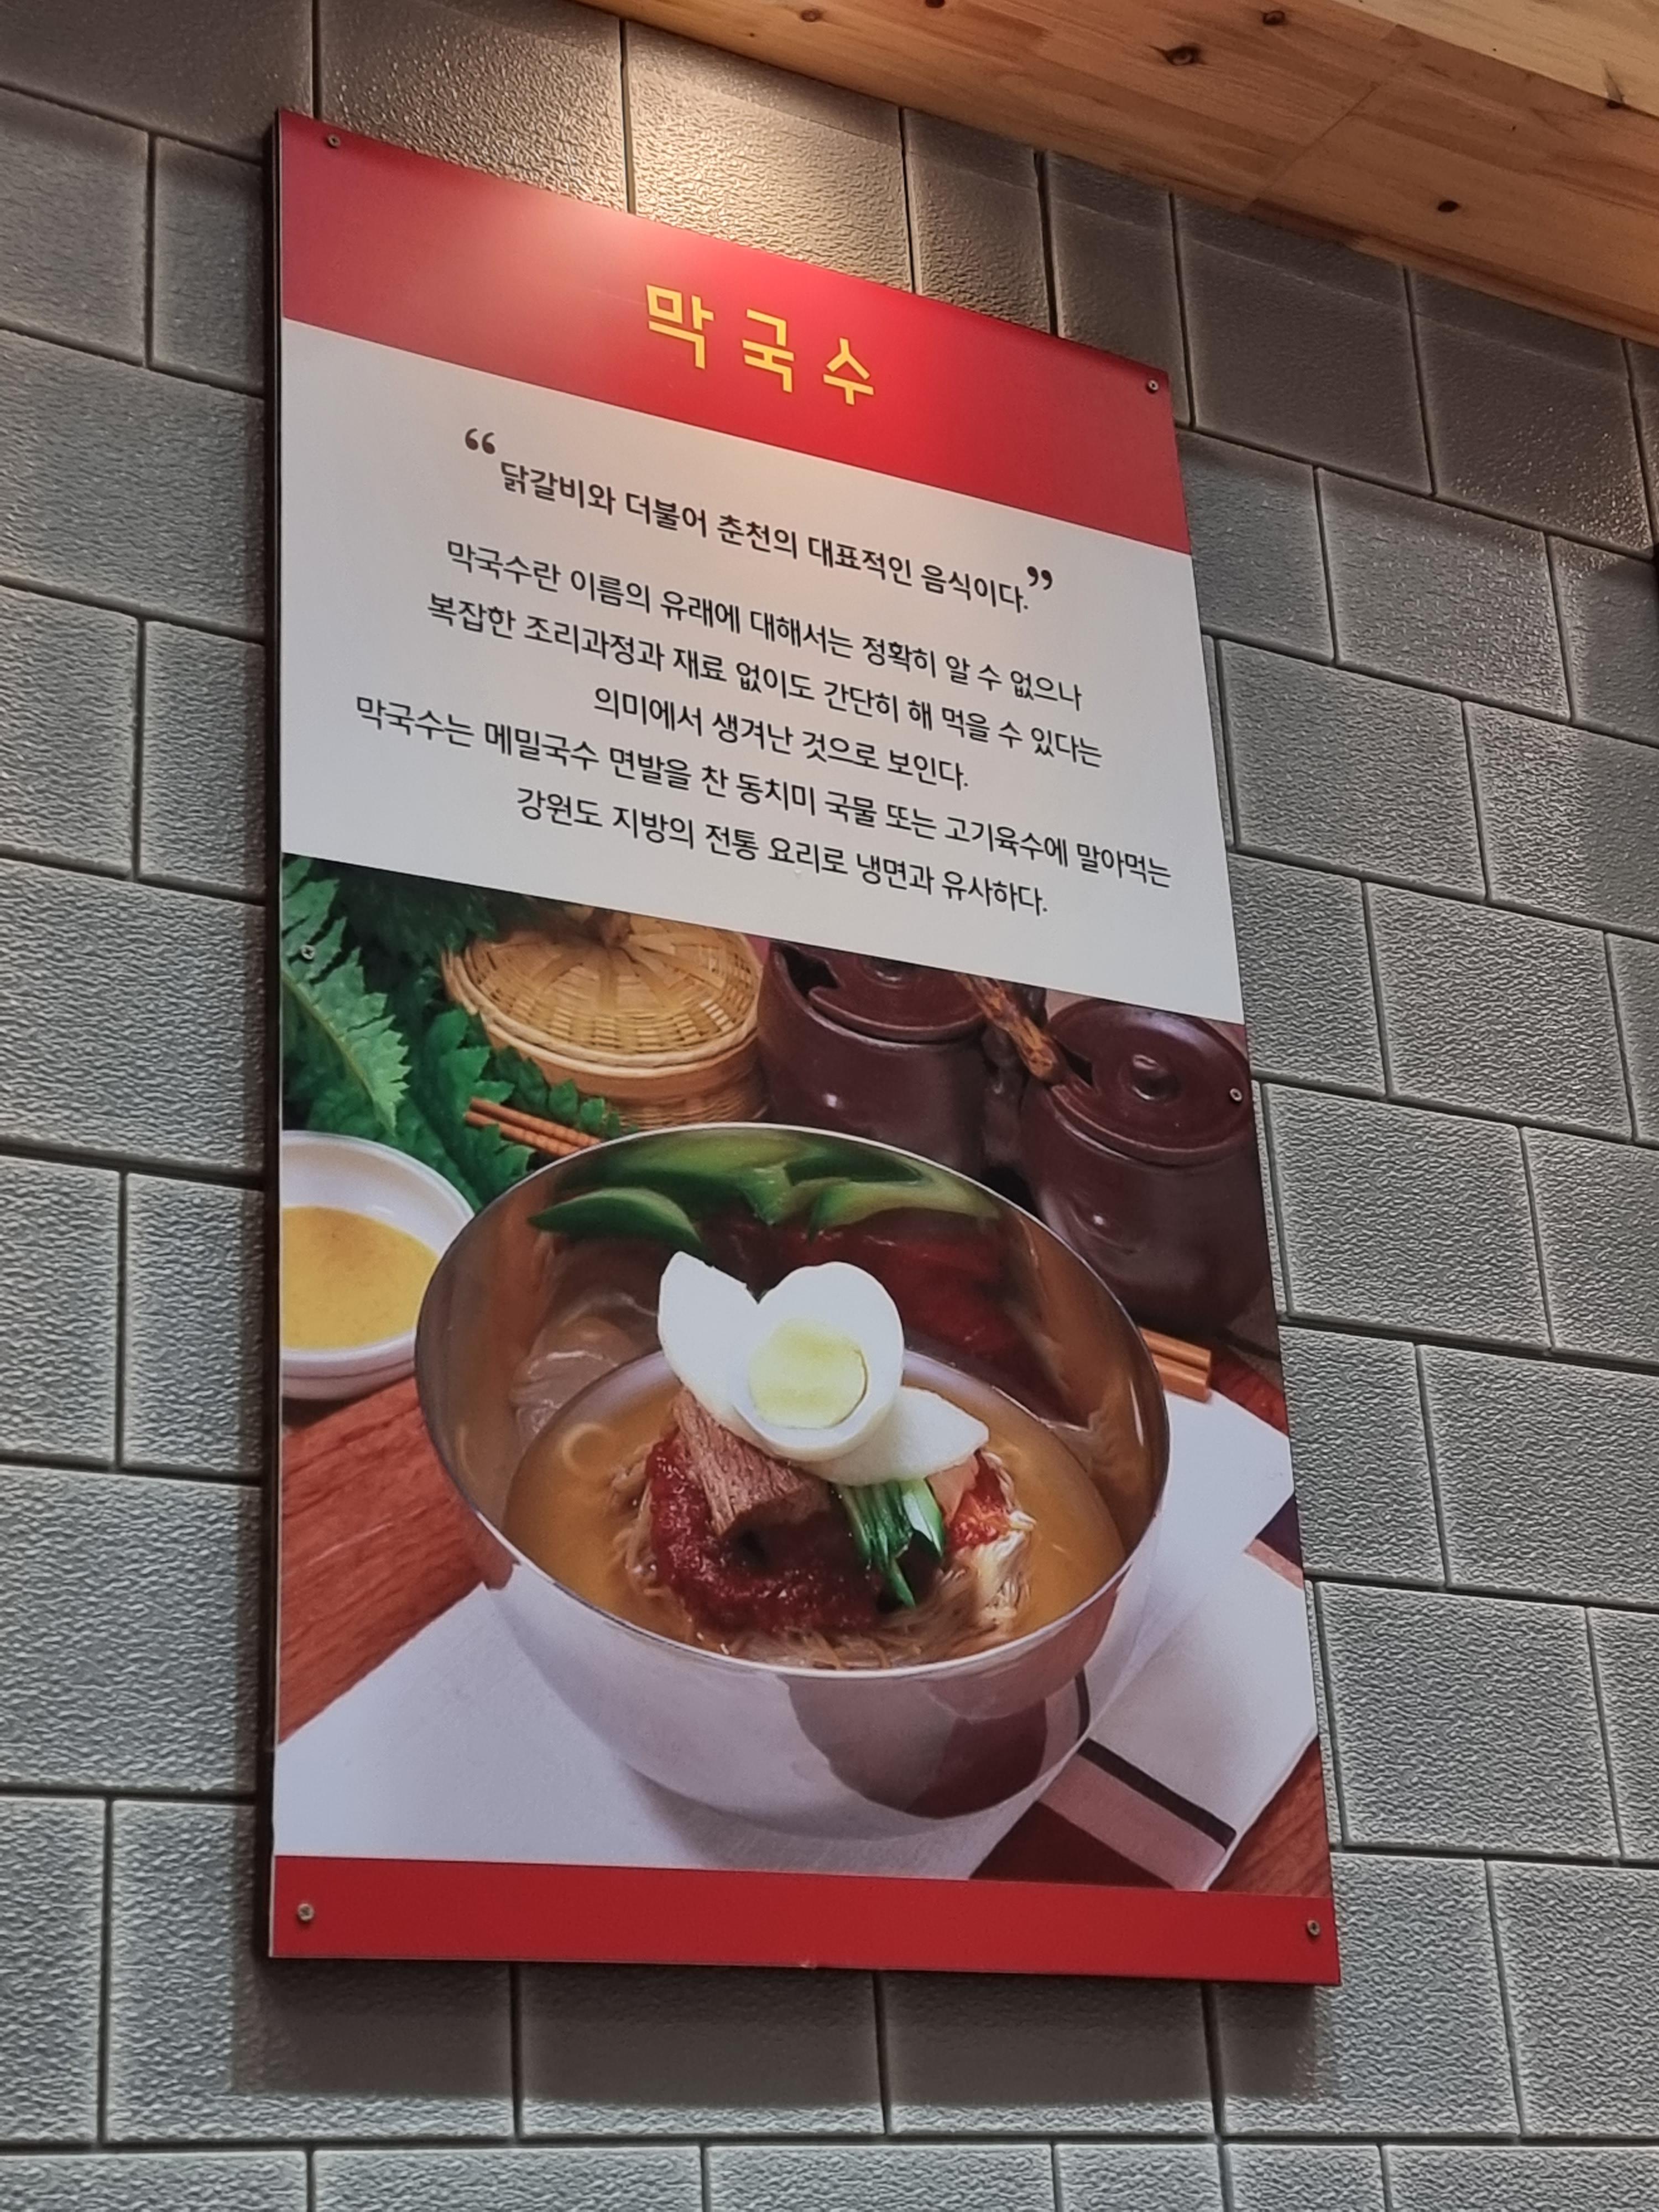 막국수
“닭갈비와 더불어 춘천의 대표적인 음식이다.”
막국수란 이름의 유래에 대해서는 정확히 알 수 없으나
복잡한 조리과정과 재료 없이도 간단히 해 먹을 수 있다는
의미에서 생겨난 것으로 보인다.
막국수는 메밀국수 면발을 찬 동치미 국물 또는 고기육수에 말아먹는
강원도 지방의 전통 요리로 냉면과 유사하다.